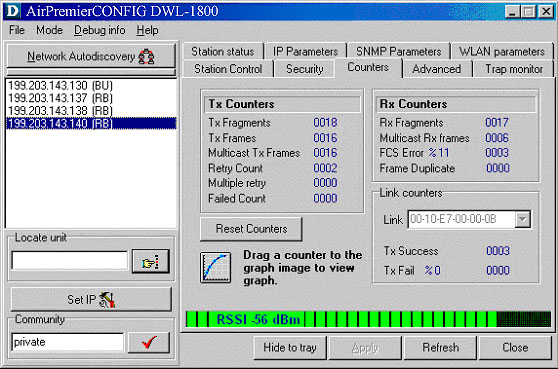 D AirPremierCONFIG DWL-1800
File Mode Debug info Help
Network Autodiscovery
199.203.143.130 (BU)
199.203.143.137 (RB)
199.203.143.138 (RB)
199.203.143.140 (RB)
Locate unit
Set IP
Community
private
Station status IP Parameters SNMP Parameters WLAN parameters
Station Control Security Counters Advanced Trap monitor
Tx Counters
Tx Fragments 0018
Tx Frames 0016
Multicast Tx Frames 0016
Retry Count 0002
Multiple retry 0000
Failed Count 0000
Reset Counters
Drag a counter to the
graph image to view
graph.
Rx Counters
Rx Fragments 0017
Multicast Rx frames 0006
FCS Error % 11 0003
Frame Duplicate 0000
Link counters
Link 00-10-E7-00-00-0B
Tx Success 0003
Tx Fail % 0 0000
RSSI -56 dBm
Hide to tray Apply Refresh Close